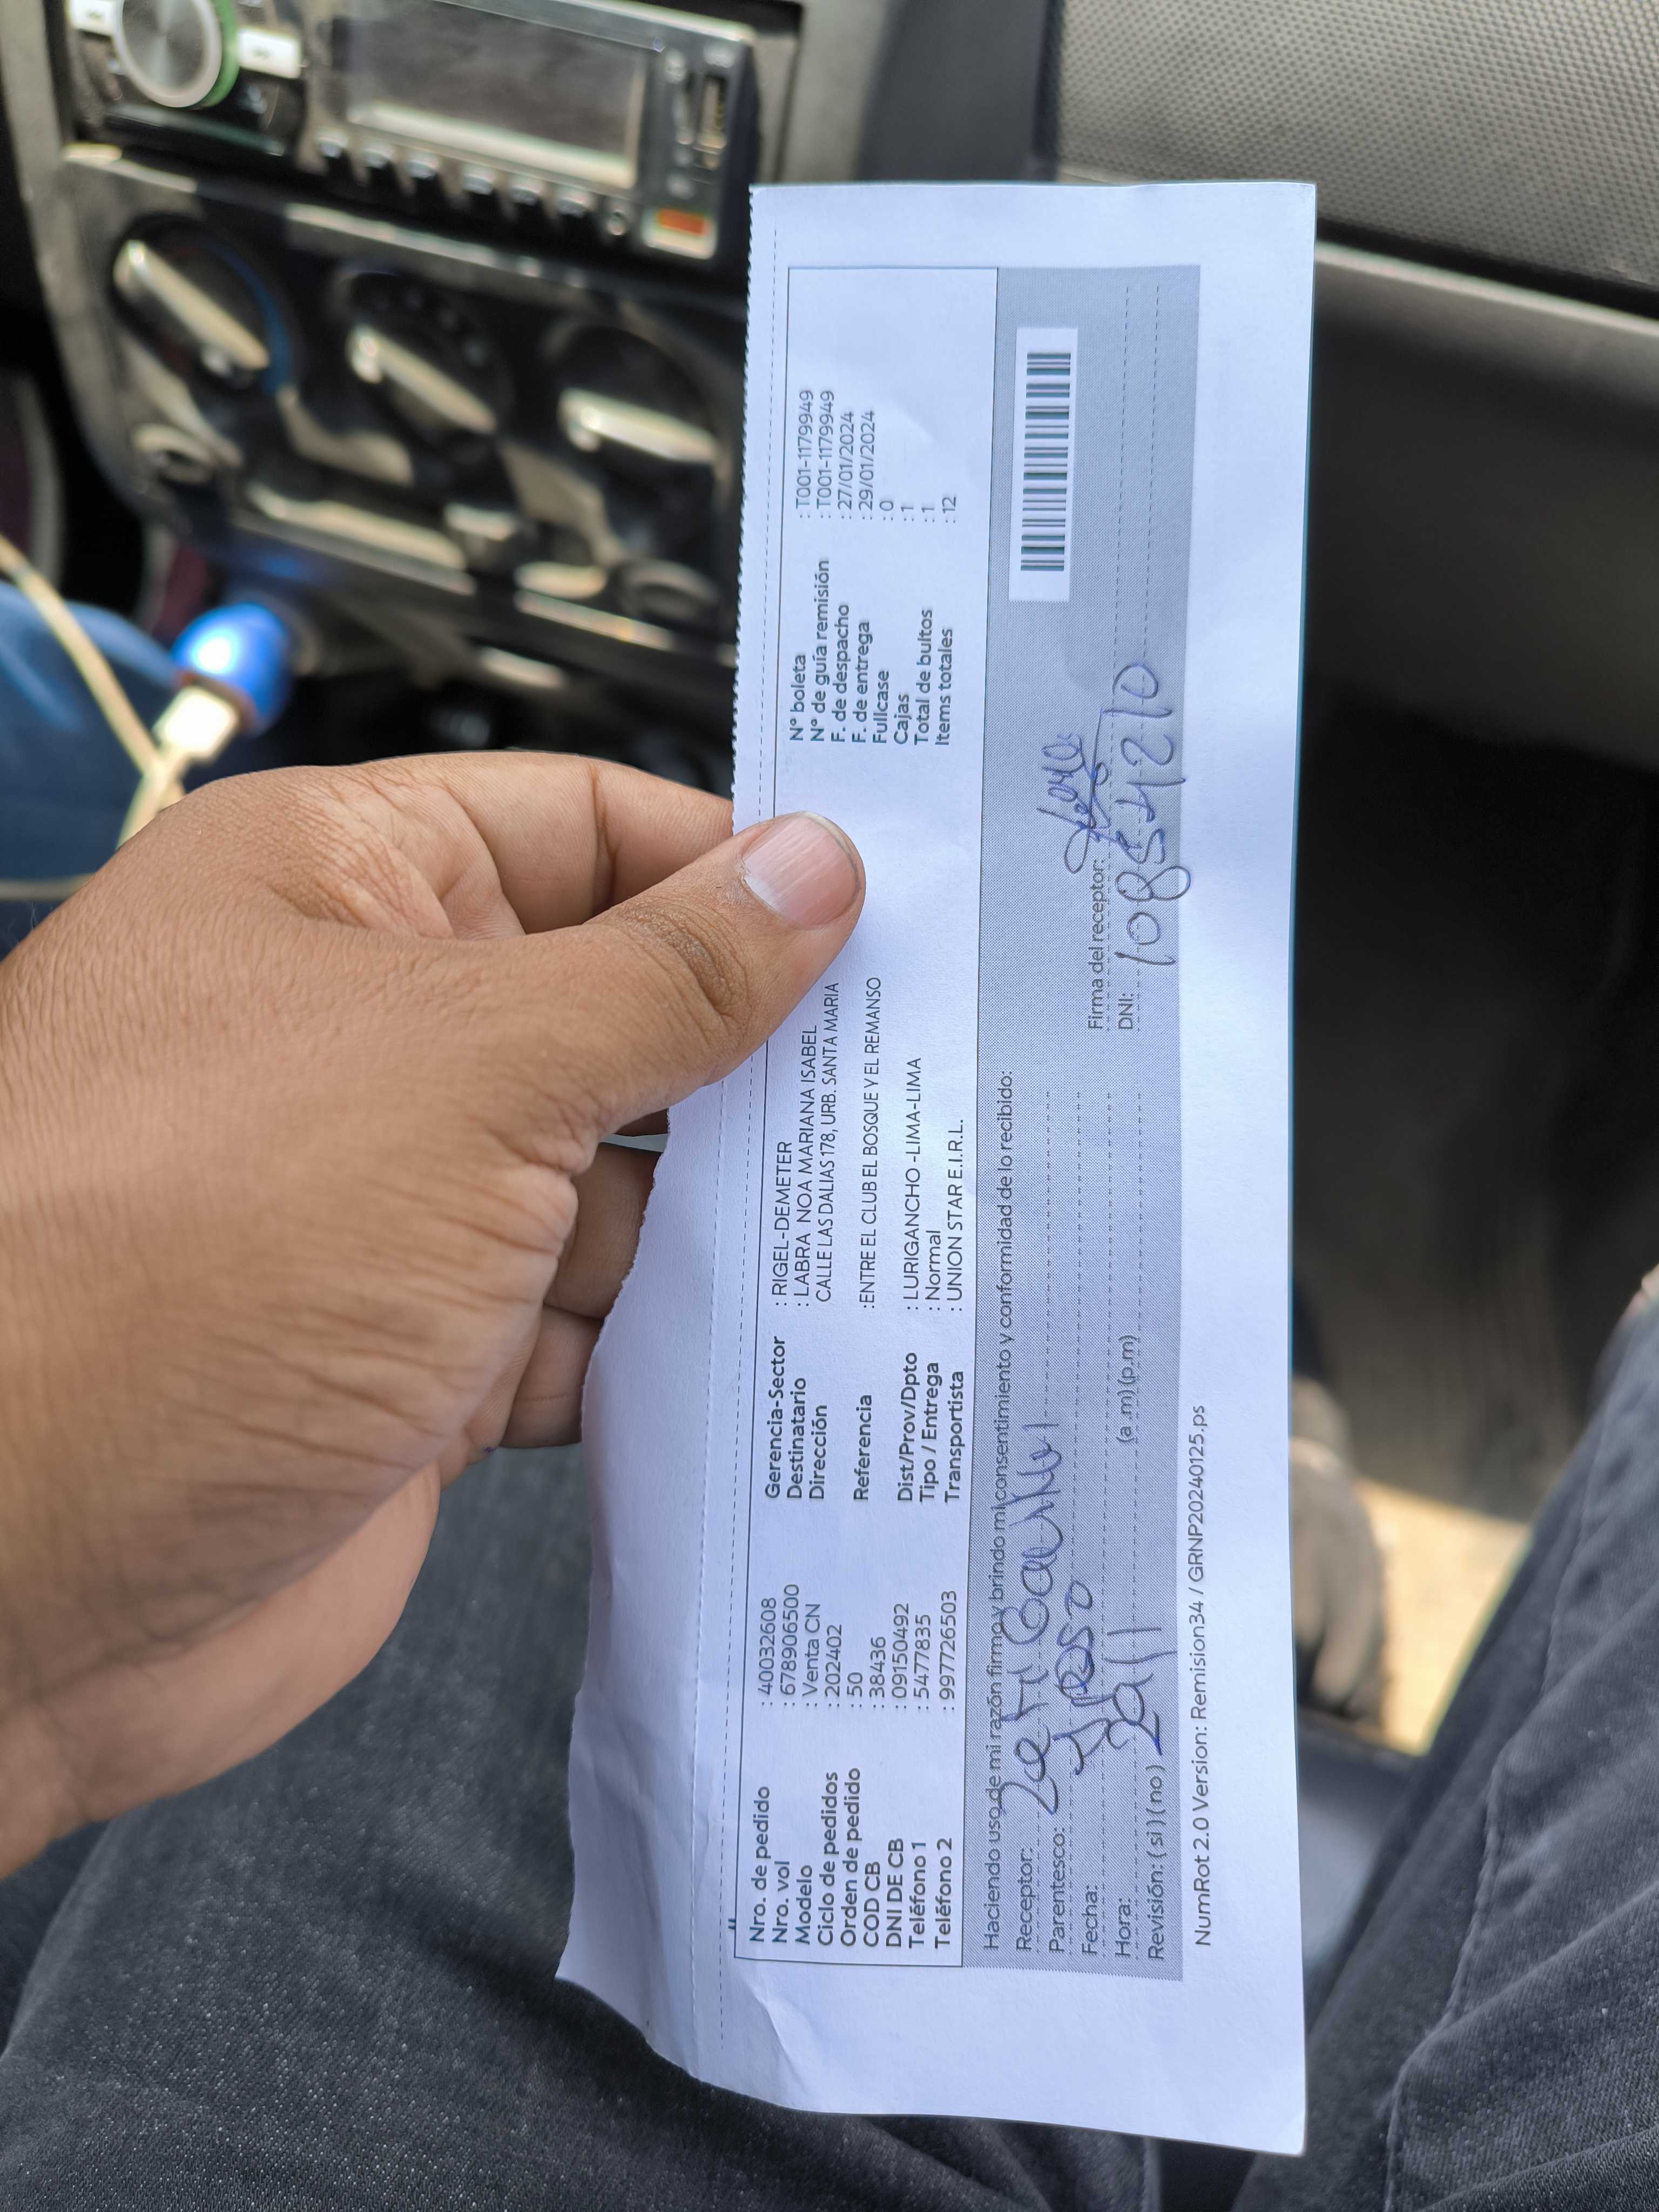 Nro. de pedido : 40032608
Nro. vol : 678906500
Modelo : Venta CN
Ciclo de pedidos : 202402
Orden de pedido : 50
COD CB : 38436
DNI DE CB : 09150492
Teléfono 1 : 5477835
Teléfono 2 : 997726503
Gerencia-Sector : RIGEL-DEMETER
Destinatario : LABRA NOA MARIANA ISABEL
Dirección CALLE LAS DALIAS 178, URB. SANTA MARIA
Referencia :ENTRE EL CLUB EL BOSQUE Y EL REMANSO
Dist/Prov/Dpto : LURIGANCHO -LIMA-LIMA
Tipo / Entrega : Normal
Transportista : UNION STAR E.I.R.L.
N° boleta : T001-1179949
N° de guía remisión : T001-1179949
F. de despacho : 27/01/2024
F. de entrega : 29/01/2024
Fullcase : 0
Cajas : 1
Total de bultos : 1
Items totales : 12
Haciendo uso de mi razón firmo y brindo mi consentimiento y conformidad de lo recibido:
Receptor:
Parentesco:
Fecha:
Hora: (a.m) (p.m)
Revisión: ( si ) ( no )
Firma del receptor:
DNI: 10854210
NumRot 2.0 Version: Remision34 / GRNP20240125.ps